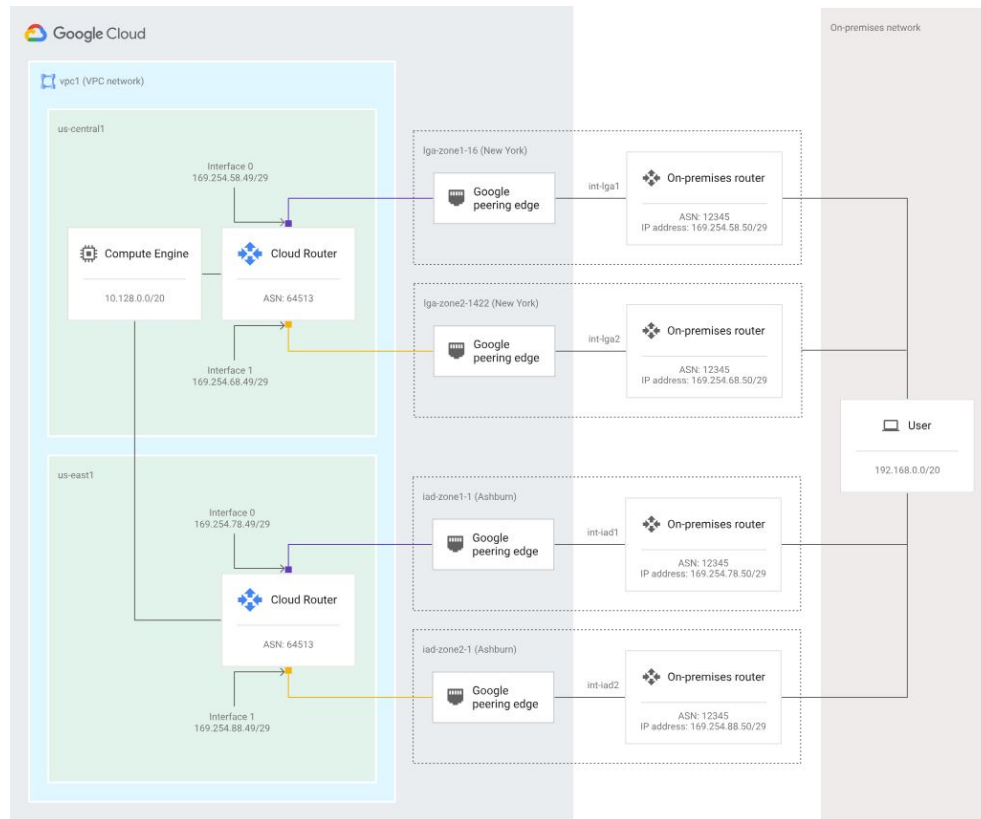 Google Cloud
On-premises network
vpc1 (VPC network)
us-central1
Interface 0
169.254.58.49/29
Compute Engine
10.128.0.0/20
Cloud Router
ASN: 64513
Interface 1
169.254.68.49/29
lga-zone1-16 (New York)
Google
peering edge
int-lga1
On-premises router
ASN: 12345
IP address: 169.254.58.50/29
lga-zone2-1422 (New York)
Google
peering edge
int-lga2
On-premises router
ASN: 12345
IP address: 169.254.68.50/29
User
192.168.0.0/20
us-east1
Interface 0
169.254.78.49/29
Cloud Router
ASN: 64513
Interface 1
169.254.88.49/29
iad-zone1-1 (Ashburn)
Google
peering edge
int-iad1
On-premises router
ASN: 12345
IP address: 169.254.78.50/29
iad-zone2-1 (Ashburn)
Google
peering edge
int-iad2
On-premises router
ASN: 12345
IP address: 169.254.88.50/29